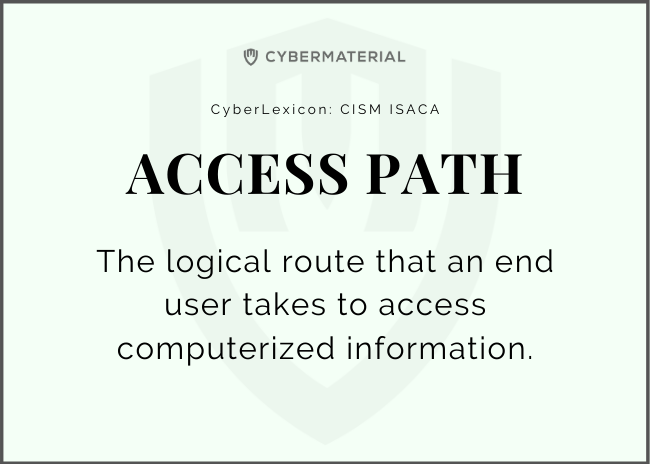 CYBERMATERIAL
CyberLexicon: CISM ISACA
ACCESS PATH
The logical route that an end
user takes to access
computerized information.